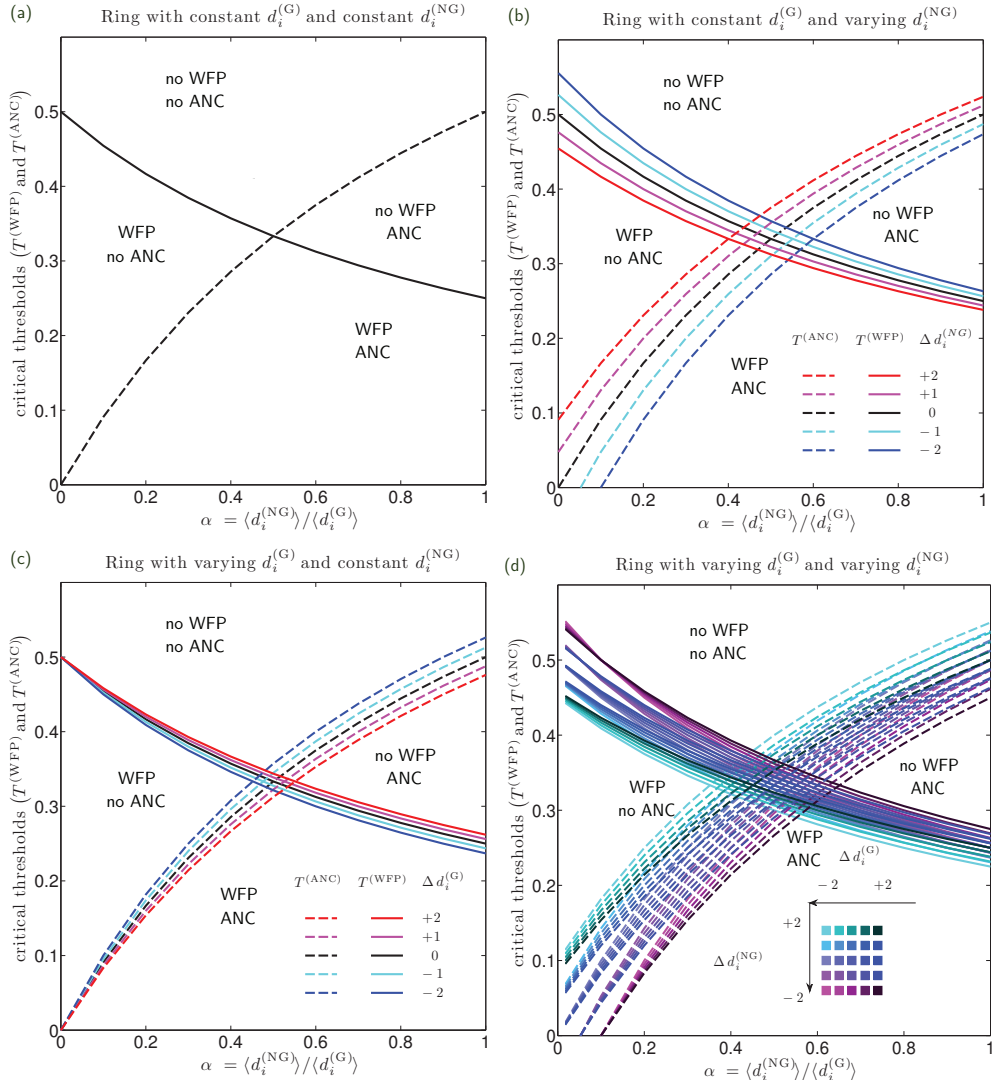 (a)
Ring with constant d_i^(G) and constant d_i^(NG)
critical thresholds (T^(WFP) and T^(ANC))
0.5
0.4
0.3
0.2
0.1
0
no WFP
no ANC
WFP
no ANC
no WFP
ANC
WFP
ANC
0 0.2 0.4 0.6 0.8 1
α = ⟨d_i^(NG)⟩/⟨d_i^(G)⟩
(b)
Ring with constant d_i^(G) and varying d_i^(NG)
critical thresholds (T^(WFP) and T^(ANC))
0.6
0.5
0.4
0.3
0.2
0.1
0
no WFP
no ANC
WFP
no ANC
no WFP
ANC
WFP
ANC
T^(ANC) T^(WFP) Δ d_i^(NG)
+2
+1
0
− 1
− 2
0 0.2 0.4 0.6 0.8 1
α = ⟨d_i^(NG)⟩/⟨d_i^(G)⟩
(c)
Ring with varying d_i^(G) and constant d_i^(NG)
critical thresholds (T^(WFP) and T^(ANC))
0.5
0.4
0.3
0.2
0.1
0
no WFP
no ANC
WFP
no ANC
no WFP
ANC
WFP
ANC
T^(ANC) T^(WFP) Δ d_i^(G)
+2
+1
0
− 1
− 2
0 0.2 0.4 0.6 0.8 1
α = ⟨d_i^(NG)⟩/⟨d_i^(G)⟩
(d)
Ring with varying d_i^(G) and varying d_i^(NG)
critical thresholds (T^(WFP) and T^(ANC))
0.6
0.5
0.4
0.3
0.2
0.1
0
no WFP
no ANC
WFP
no ANC
no WFP
ANC
WFP
ANC
Δ d_i^(G)
− 2 +2
+2
Δ d_i^(NG)
− 2
0 0.2 0.4 0.6 0.8 1
α = ⟨d_i^(NG)⟩/⟨d_i^(G)⟩